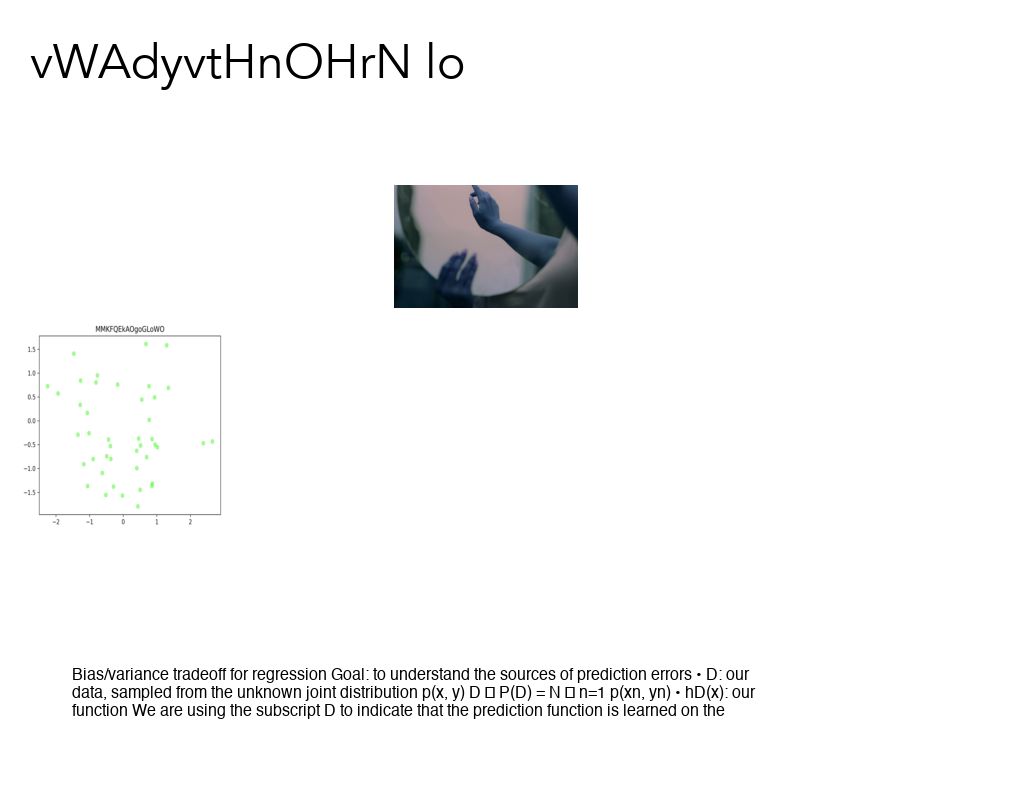 vWAdyvtHnOHrN lo
MMKFQEkAOgoGLoWO
1.5
1.0
0.5
0.0
−0.5
−1.0
−1.5
−2 −1 0 1 2
Bias/variance tradeoff for regression Goal: to understand the sources of prediction errors • D: our
data, sampled from the unknown joint distribution p(x, y) D □ P(D) = N □ n=1 p(xn, yn) • hD(x): our
function We are using the subscript D to indicate that the prediction function is learned on the